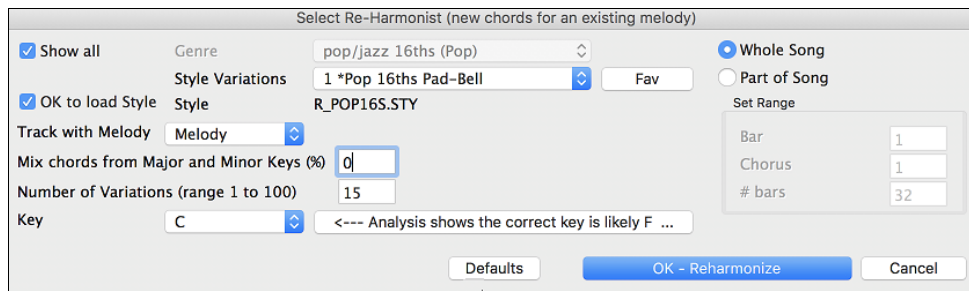 Select Re-Harmonist (new chords for an existing melody)
Show all Genre pop/jazz 16ths (Pop) Whole Song
Style Variations 1 *Pop 16ths Pad-Bell Fav Part of Song
OK to load Style Style R_POP16S.STY Set Range
Track with Melody Melody Bar 1
Mix chords from Major and Minor Keys (%) 0 Chorus 1
Number of Variations (range 1 to 100) 15 # bars 32
Key C <--- Analysis shows the correct key is likely F ...
Defaults OK - Reharmonize Cancel